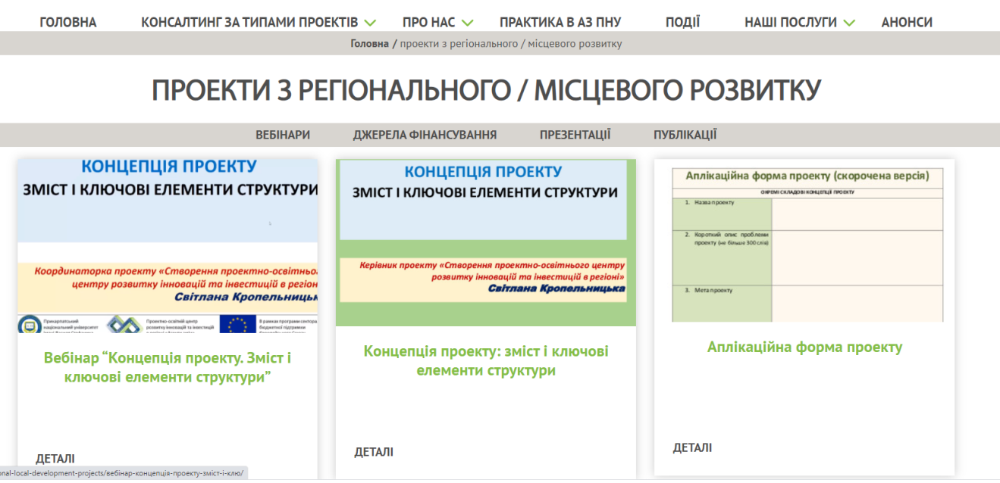 ГОЛОВНА КОНСАЛТИНГ ЗА ТИПАМИ ПРОЕКТІВ ПРО НАС ПРАКТИКА В АЗ ПНУ ПОДІЇ НАШІ ПОСЛУГИ АНОНСИ
Головна / проекти з регіонального / місцевого розвитку
ПРОЕКТИ З РЕГІОНАЛЬНОГО / МІСЦЕВОГО РОЗВИТКУ
ВЕБІНАРИ ДЖЕРЕЛА ФІНАНСУВАННЯ ПРЕЗЕНТАЦІЇ ПУБЛІКАЦІЇ
КОНЦЕПЦІЯ ПРОЕКТУ
ЗМІСТ І КЛЮЧОВІ ЕЛЕМЕНТИ СТРУКТУРИ
Координаторка проекту «Створення проектно-освітньо
центру розвитку інновацій та інвестицій в регіон
Світлана Кропельницьк
Прикарпатський
національний університет
Проектно-освітній центр
розвитку інновацій та інвестицій
В рамках програми сектора
бюджетної підтримки
Вебінар “Концепція проекту. Зміст і
ключові елементи структури”
ДЕТАЛІ
КОНЦЕПЦІЯ ПРОЕКТУ
ЗМІСТ І КЛЮЧОВІ ЕЛЕМЕНТИ СТРУКТУРИ
Керівник проекту «Створення проектно-освітнього центру
розвитку інновацій та інвестицій в регіоні»
Світлана Кропельницька
Концепція проекту: зміст і ключові
елементи структури
ДЕТАЛІ
Аплікаційна форма проекту (скорочена версія)
ОКРЕМІ СКЛАДОВІ КОНЦЕПЦІЇ ПРОЕКТУ
1. Назва проекту
2. Короткий опис проблеми
проекту (не більше 300 слів)
3. Мета проекту
Аплікаційна форма проекту
ДЕТАЛІ
onal-local-development-projects/вебінар-концепція-проекту-зміст-і-клю/